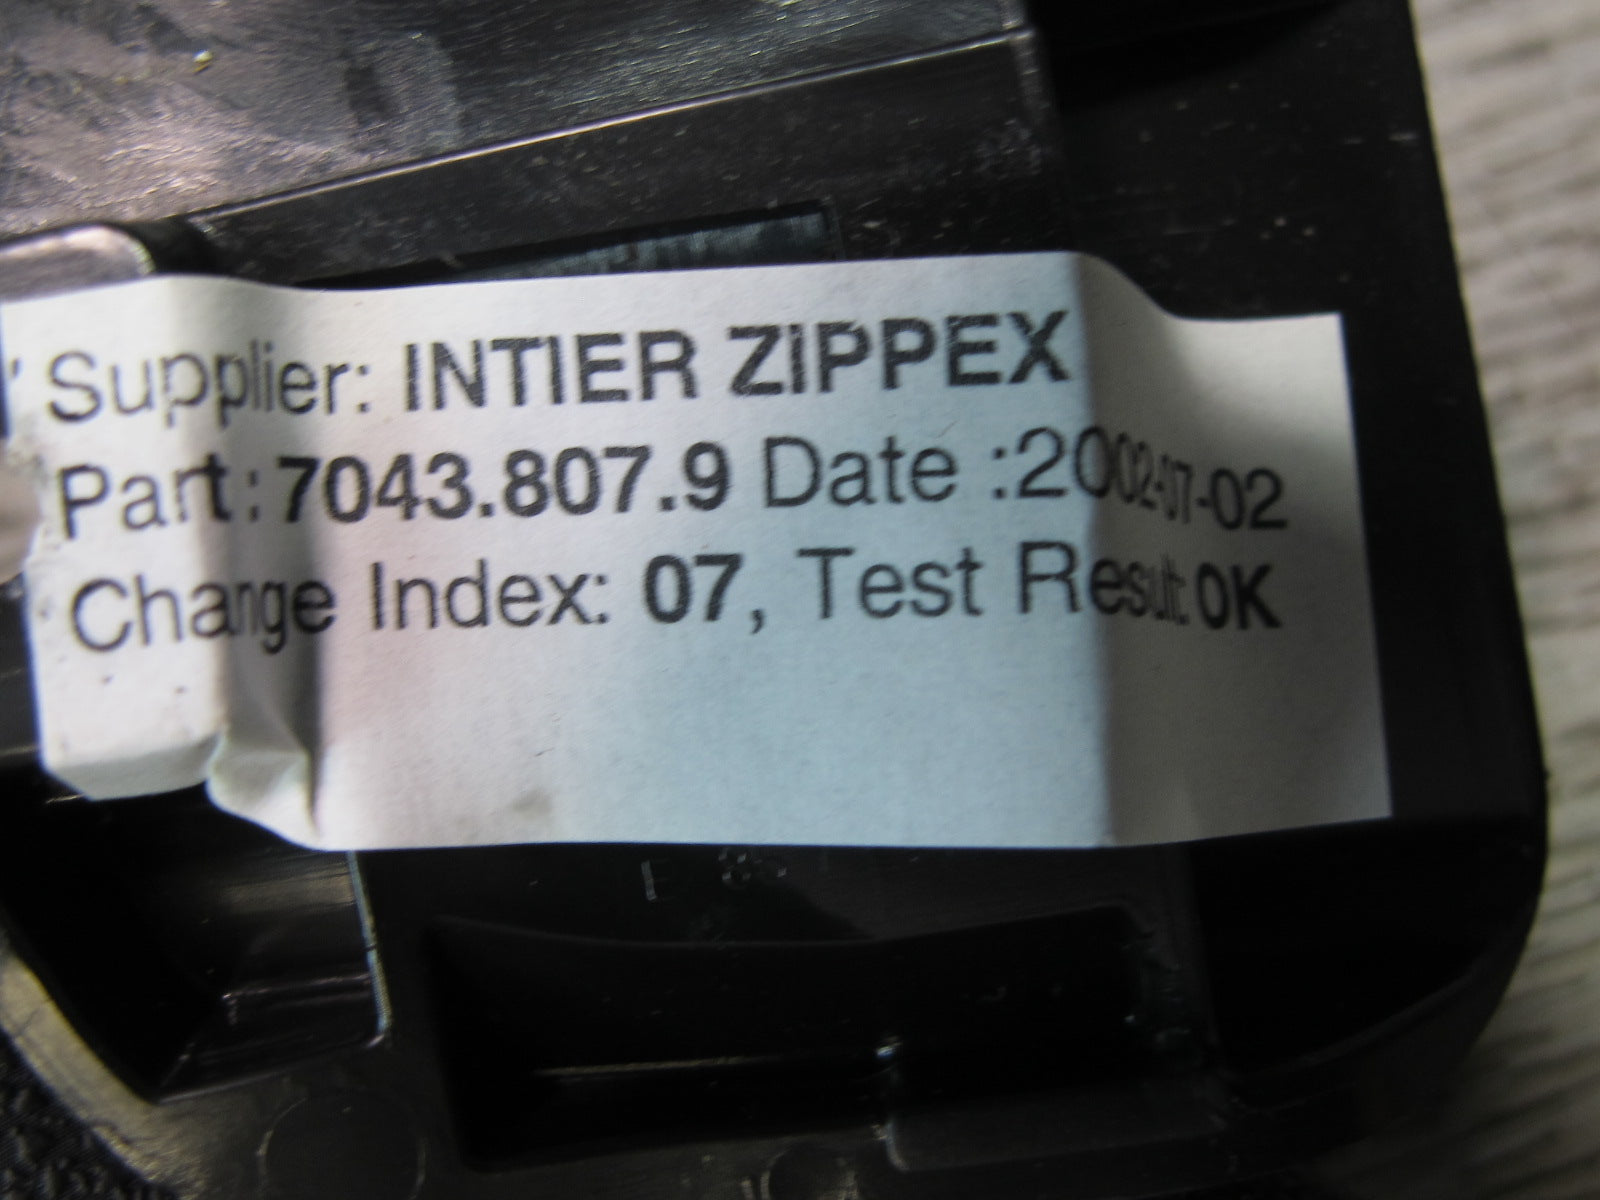 Supplier: INTIER ZIPPEX
Part: 7043.807.9 Date :2002-07-02
Change Index: 07, Test Result: OK